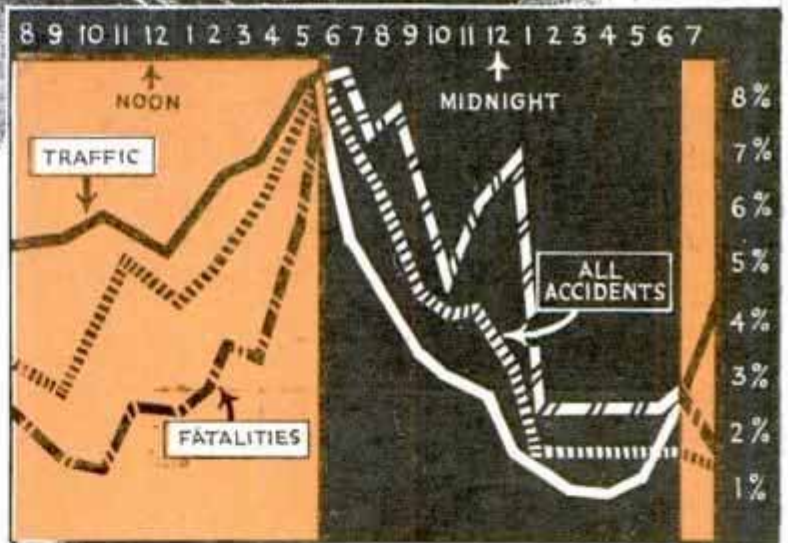 8 9 10 11 12 1 2 3 4 5 6 7 8 9 10 11 12 1 2 3 4 5 6 7
NOON
MIDNIGHT
8%
TRAFFIC
7%
6%
5%
ALL
ACCIDENTS
4%
3%
FATALITIES
2%
1%